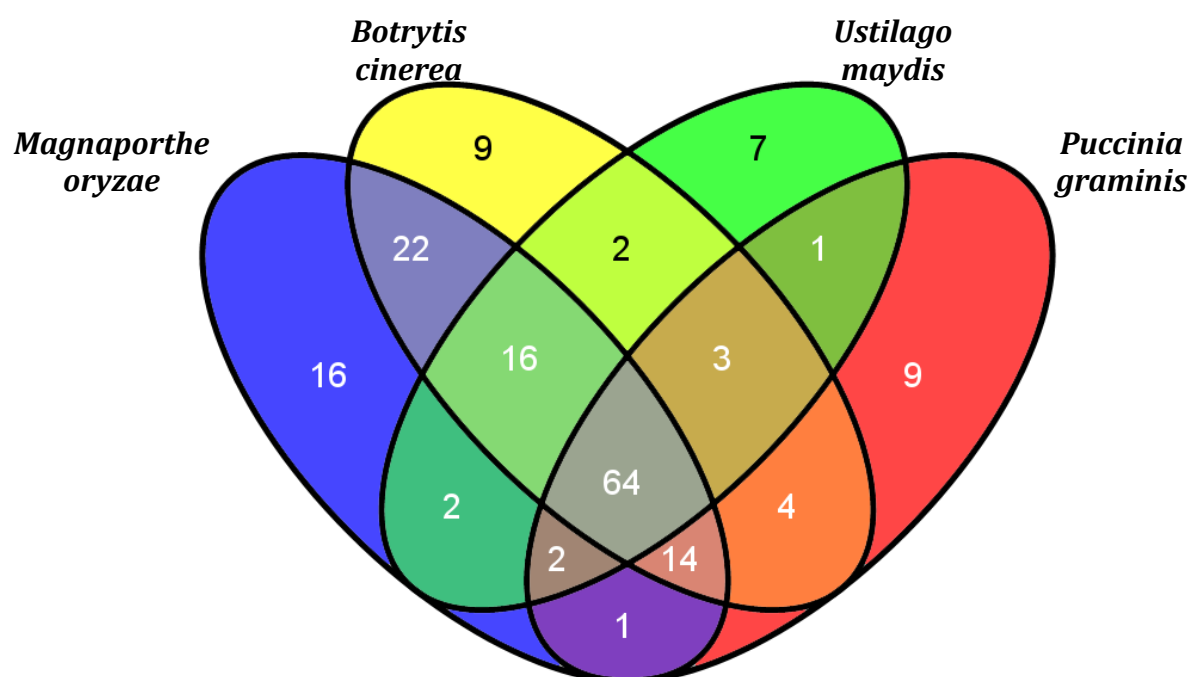 Botrytis
cinerea
Ustilago
maydis
Magnaporthe
oryzae
Puccinia
graminis
9
7
22
2
1
16
16
3
9
64
2
4
2
14
1